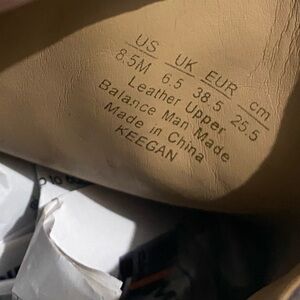 US UK EUR cm
8.5M 6.5 38.5 25.5
Leather Upper
Balance Man Made
Made in China
KEEGAN